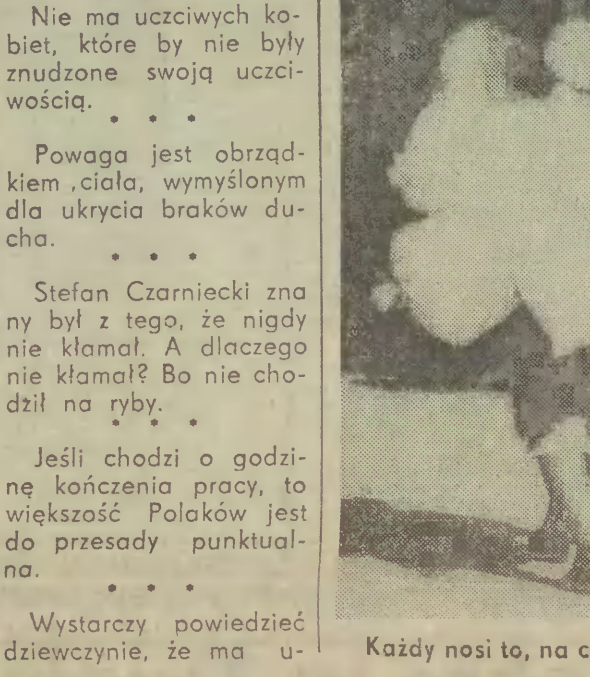 Nie ma uczciwych ko-
biet, które by nie były
znudzone swoją uczci-
wością.
* * *
Powaga jest obrząd-
kiem ,ciała, wymyślonym
dla ukrycia braków du-
cha.
* * *
Stefan Czarniecki zna
ny był z tego, że nigdy
nie kłamał. A dlaczego
nie kłamał? Bo nie cho-
dził na ryby.
* * *
Jeśli chodzi o godzi-
nę kończenia pracy, to
większość Polaków jest
do przesady punktual-
na.
* * *
Wystarczy powiedzieć
dziewczynie, że ma u-
Każdy nosi to, na c